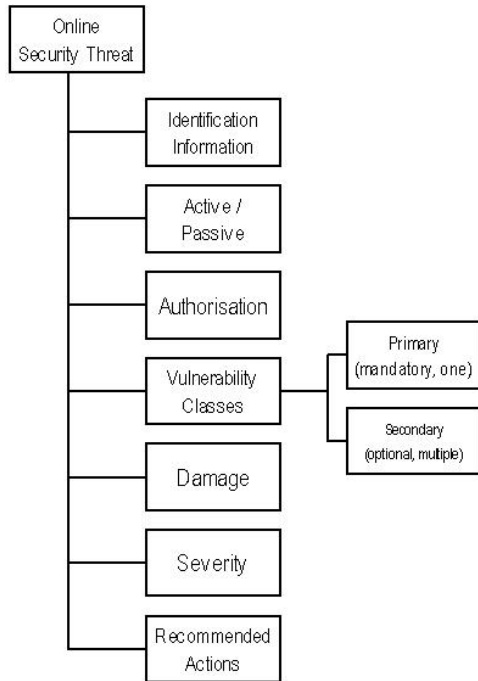 Online
Security Threat
Identification
Information
Active /
Passive
Authorisation
Vulnerability
Classes
Primary
(mandatory, one)
Secondary
(optional, multiple)
Damage
Severity
Recommended
Actions